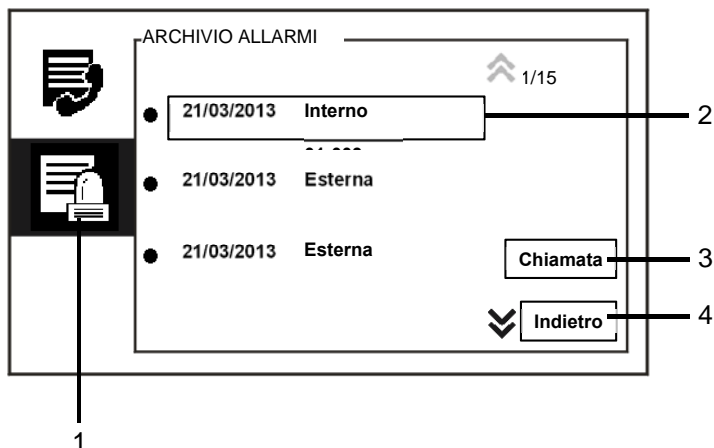 ARCHIVIO ALLARMI
1/15
21/03/2013 Interno
2
21/03/2013 Esterna
21/03/2013 Esterna
Chiamata
3
Indietro
4
1